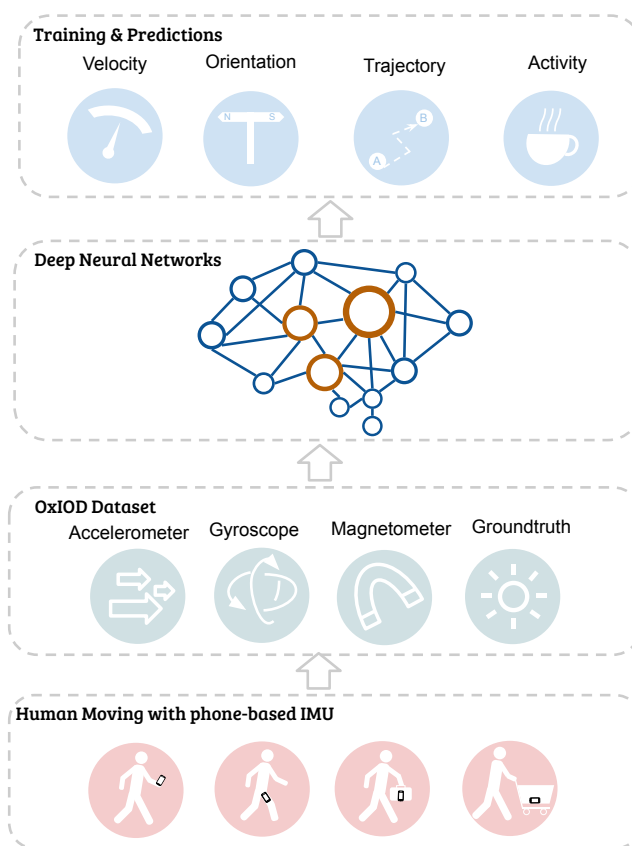 Training & Predictions
Velocity
Orientation
Trajectory
Activity
N
S
A
B
Deep Neural Networks
OxIOD Dataset
Accelerometer
Gyroscope
Magnetometer
Groundtruth
Human Moving with phone-based IMU